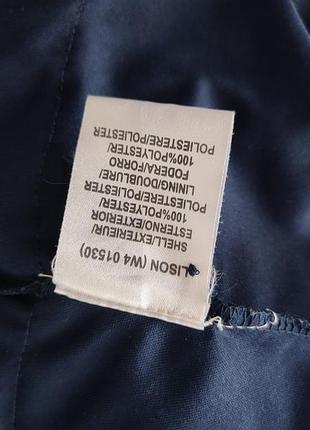 LISON (W4 01530)
SHELL/EXTERIEUR/
ESTERNO/EXTERIOR
100%POLYESTER/
POLIESTERE/POLIESTER
LINING/DOUBLURE/
FODERA/FORRO
100%POLYESTER/
POLIESTERE/POLIESTER